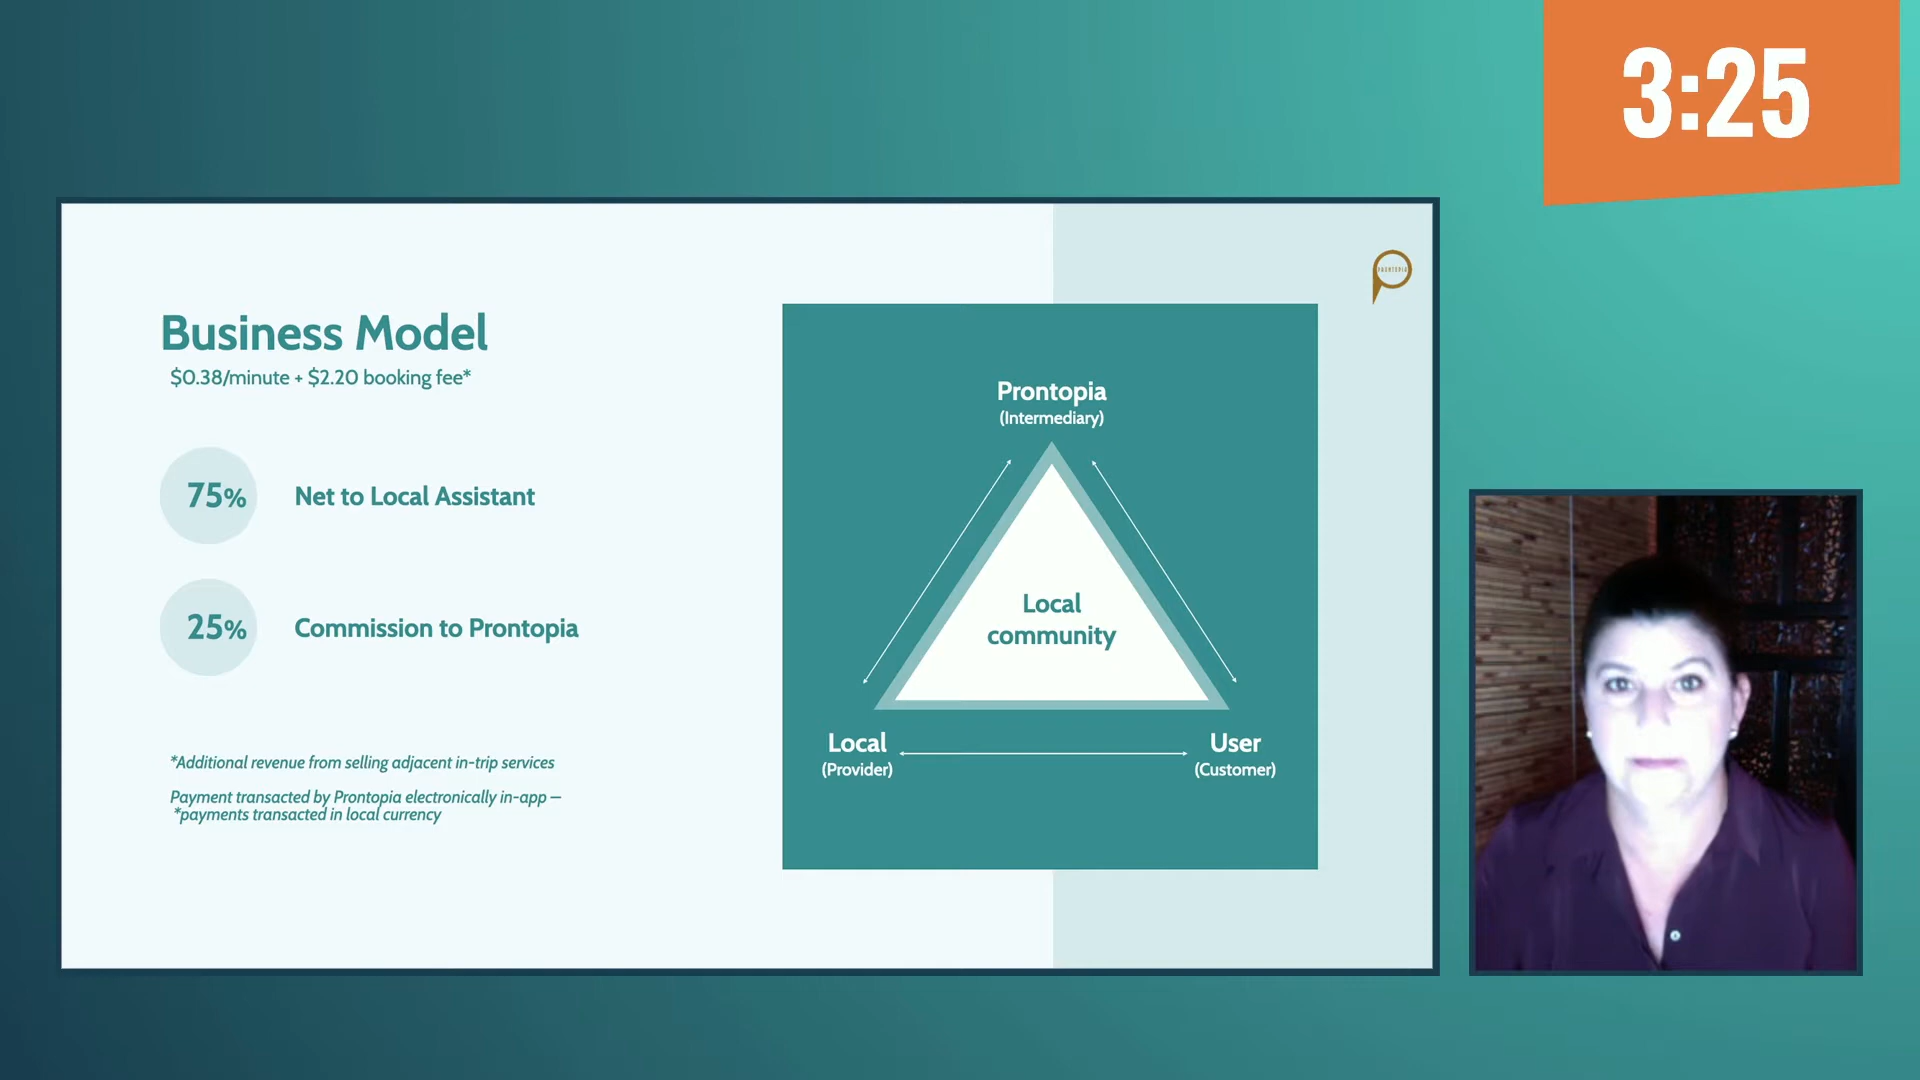 3:25
PRONTOPIA
Business Model
$0.38/minute + $2.20 booking fee*
75%
Net to Local Assistant
25%
Commission to Prontopia
*Additional revenue from selling adjacent in-trip services
Payment transacted by Prontopia electronically in-app –
*payments transacted in local currency
Prontopia
(Intermediary)
Local
community
Local
(Provider)
User
(Customer)